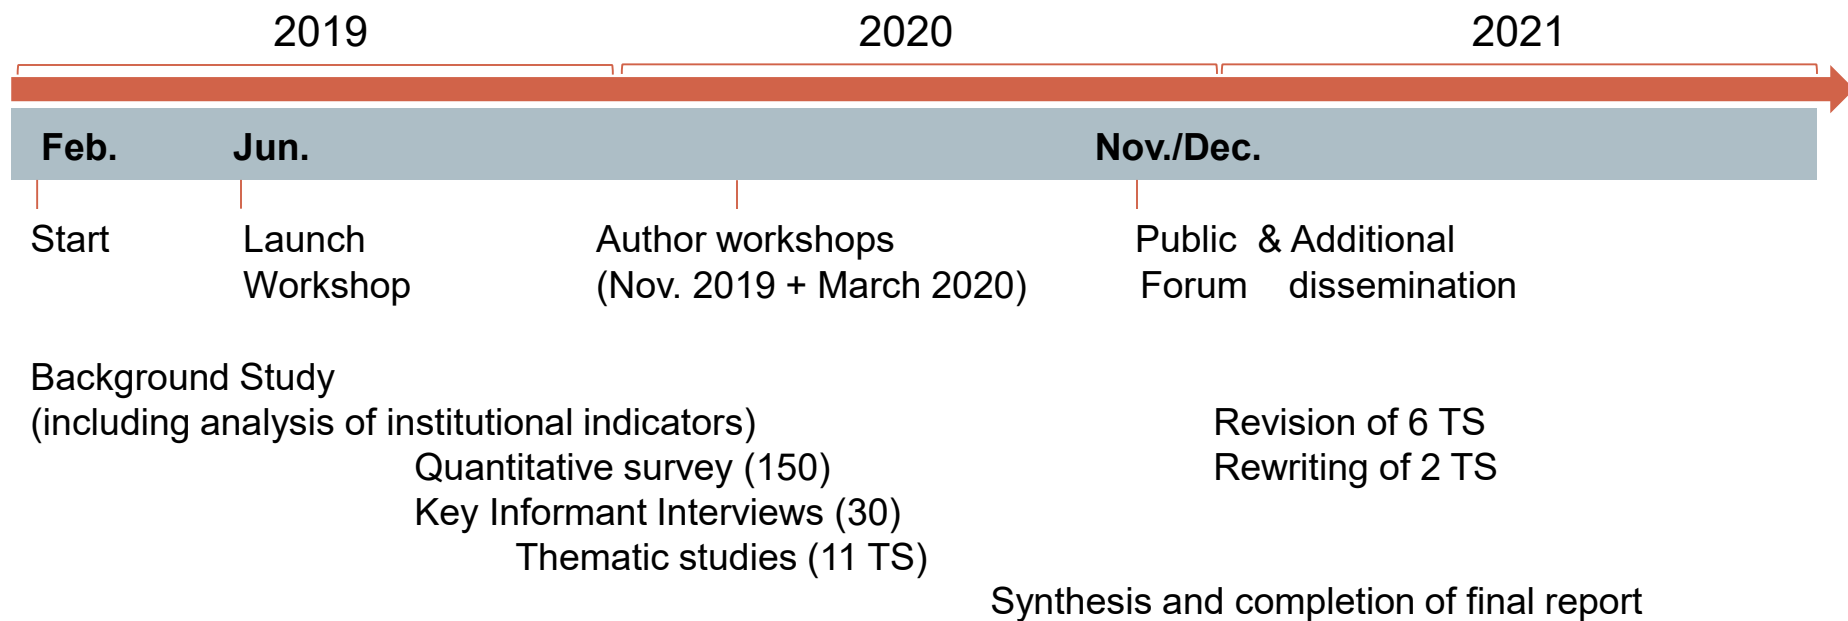 2019 2020 2021
Feb. Jun. Nov./Dec.
Start Launch Author workshops Public & Additional
Workshop (Nov. 2019 + March 2020) Forum dissemination
Background Study
(including analysis of institutional indicators) Revision of 6 TS
Quantitative survey (150) Rewriting of 2 TS
Key Informant Interviews (30)
Thematic studies (11 TS)
Synthesis and completion of final report